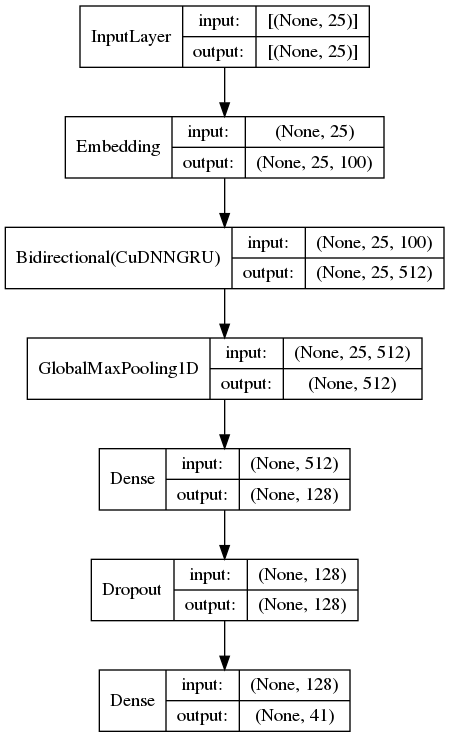 InputLayer
input: [(None, 25)]
output: [(None, 25)]
Embedding
input: (None, 25)
output: (None, 25, 100)
Bidirectional(CuDNNGRU)
input: (None, 25, 100)
output: (None, 25, 512)
GlobalMaxPooling1D
input: (None, 25, 512)
output: (None, 512)
Dense
input: (None, 512)
output: (None, 128)
Dropout
input: (None, 128)
output: (None, 128)
Dense
input: (None, 128)
output: (None, 41)